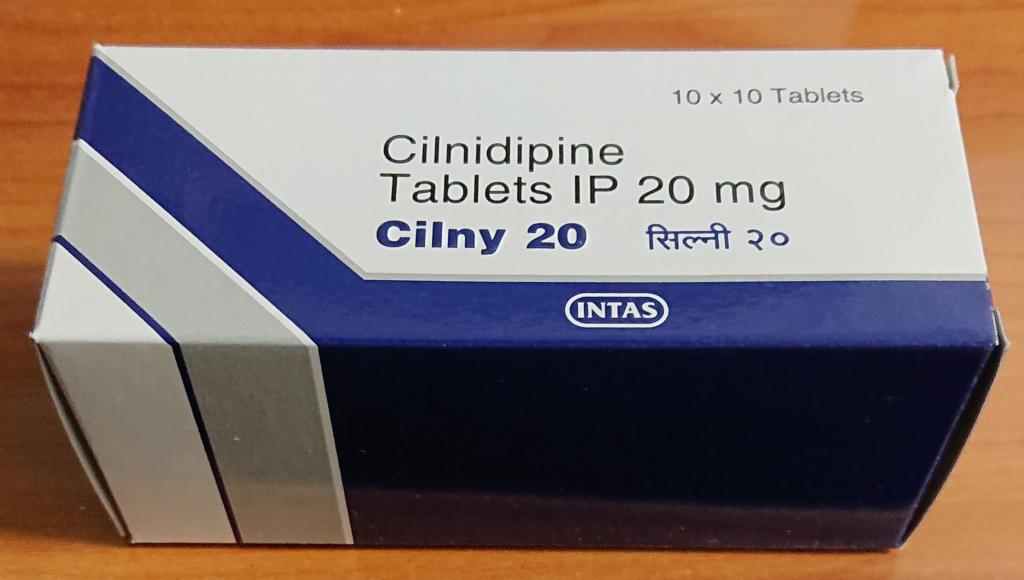 10 x 10 Tablets
Cilnidipine
Tablets IP 20 mg
Cilny 20 सिल्नी २०
INTAS